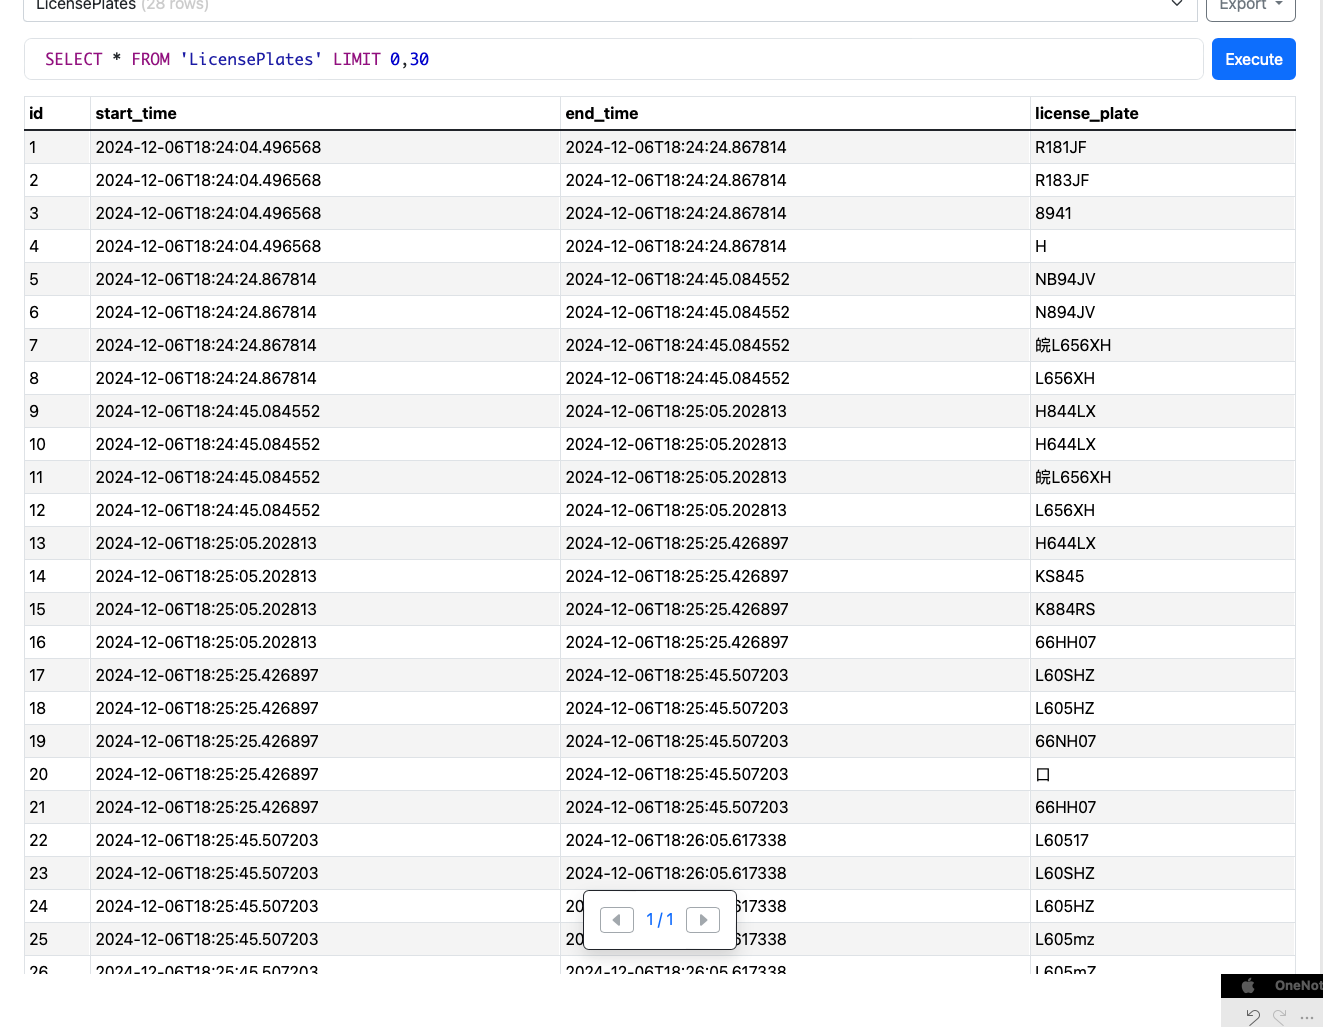 LicensePlates (28 rows)
Export
SELECT * FROM 'LicensePlates' LIMIT 0,30
Execute
id start_time end_time license_plate
1 2024-12-06T18:24:04.496568 2024-12-06T18:24:24.867814 R181JF
2 2024-12-06T18:24:04.496568 2024-12-06T18:24:24.867814 R183JF
3 2024-12-06T18:24:04.496568 2024-12-06T18:24:24.867814 8941
4 2024-12-06T18:24:04.496568 2024-12-06T18:24:24.867814 H
5 2024-12-06T18:24:24.867814 2024-12-06T18:24:45.084552 NB94JV
6 2024-12-06T18:24:24.867814 2024-12-06T18:24:45.084552 N894JV
7 2024-12-06T18:24:24.867814 2024-12-06T18:24:45.084552 皖L656XH
8 2024-12-06T18:24:24.867814 2024-12-06T18:24:45.084552 L656XH
9 2024-12-06T18:24:45.084552 2024-12-06T18:25:05.202813 H844LX
10 2024-12-06T18:24:45.084552 2024-12-06T18:25:05.202813 H644LX
11 2024-12-06T18:24:45.084552 2024-12-06T18:25:05.202813 皖L656XH
12 2024-12-06T18:24:45.084552 2024-12-06T18:25:05.202813 L656XH
13 2024-12-06T18:25:05.202813 2024-12-06T18:25:25.426897 H644LX
14 2024-12-06T18:25:05.202813 2024-12-06T18:25:25.426897 KS845
15 2024-12-06T18:25:05.202813 2024-12-06T18:25:25.426897 K884RS
16 2024-12-06T18:25:05.202813 2024-12-06T18:25:25.426897 66HH07
17 2024-12-06T18:25:25.426897 2024-12-06T18:25:45.507203 L60SHZ
18 2024-12-06T18:25:25.426897 2024-12-06T18:25:45.507203 L605HZ
19 2024-12-06T18:25:25.426897 2024-12-06T18:25:45.507203 66NH07
20 2024-12-06T18:25:25.426897 2024-12-06T18:25:45.507203 口
21 2024-12-06T18:25:25.426897 2024-12-06T18:25:45.507203 66HH07
22 2024-12-06T18:25:45.507203 2024-12-06T18:26:05.617338 L60517
23 2024-12-06T18:25:45.507203 2024-12-06T18:26:05.617338 L60SHZ
24 2024-12-06T18:25:45.507203 20 617338 L605HZ
25 2024-12-06T18:25:45.507203 20 617338 L605mz
26 2024-12-06T18:25:45.507203 2024-12-06T18:26:05.617338 L605mZ
1/1
OneNot